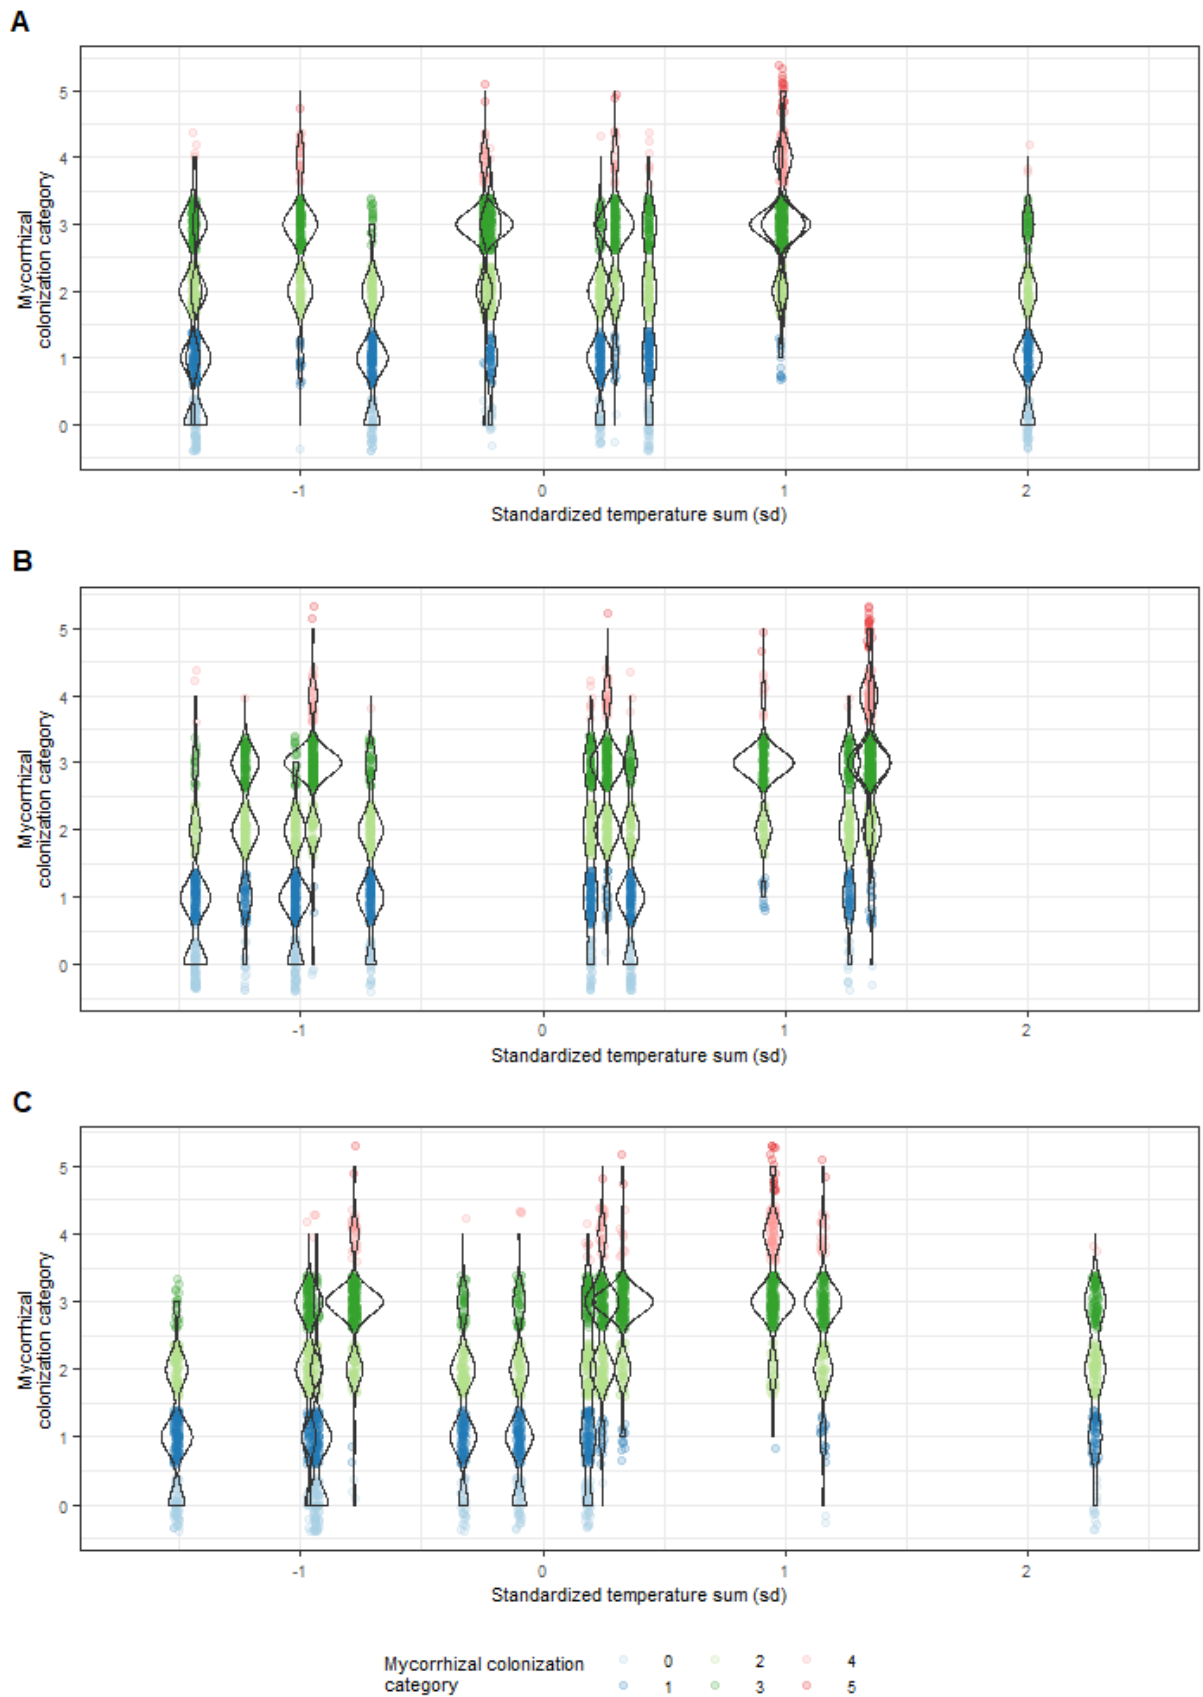 A
5
4
3
2
1
0
Mycorrhizal
colonization category
-1 0 1 2
Standardized temperature sum (sd)
B
5
4
3
2
1
0
Mycorrhizal
colonization category
-1 0 1 2
Standardized temperature sum (sd)
C
5
4
3
2
1
0
Mycorrhizal
colonization category
-1 0 1 2
Standardized temperature sum (sd)
Mycorrhizal colonization
category
0 2 4
1 3 5